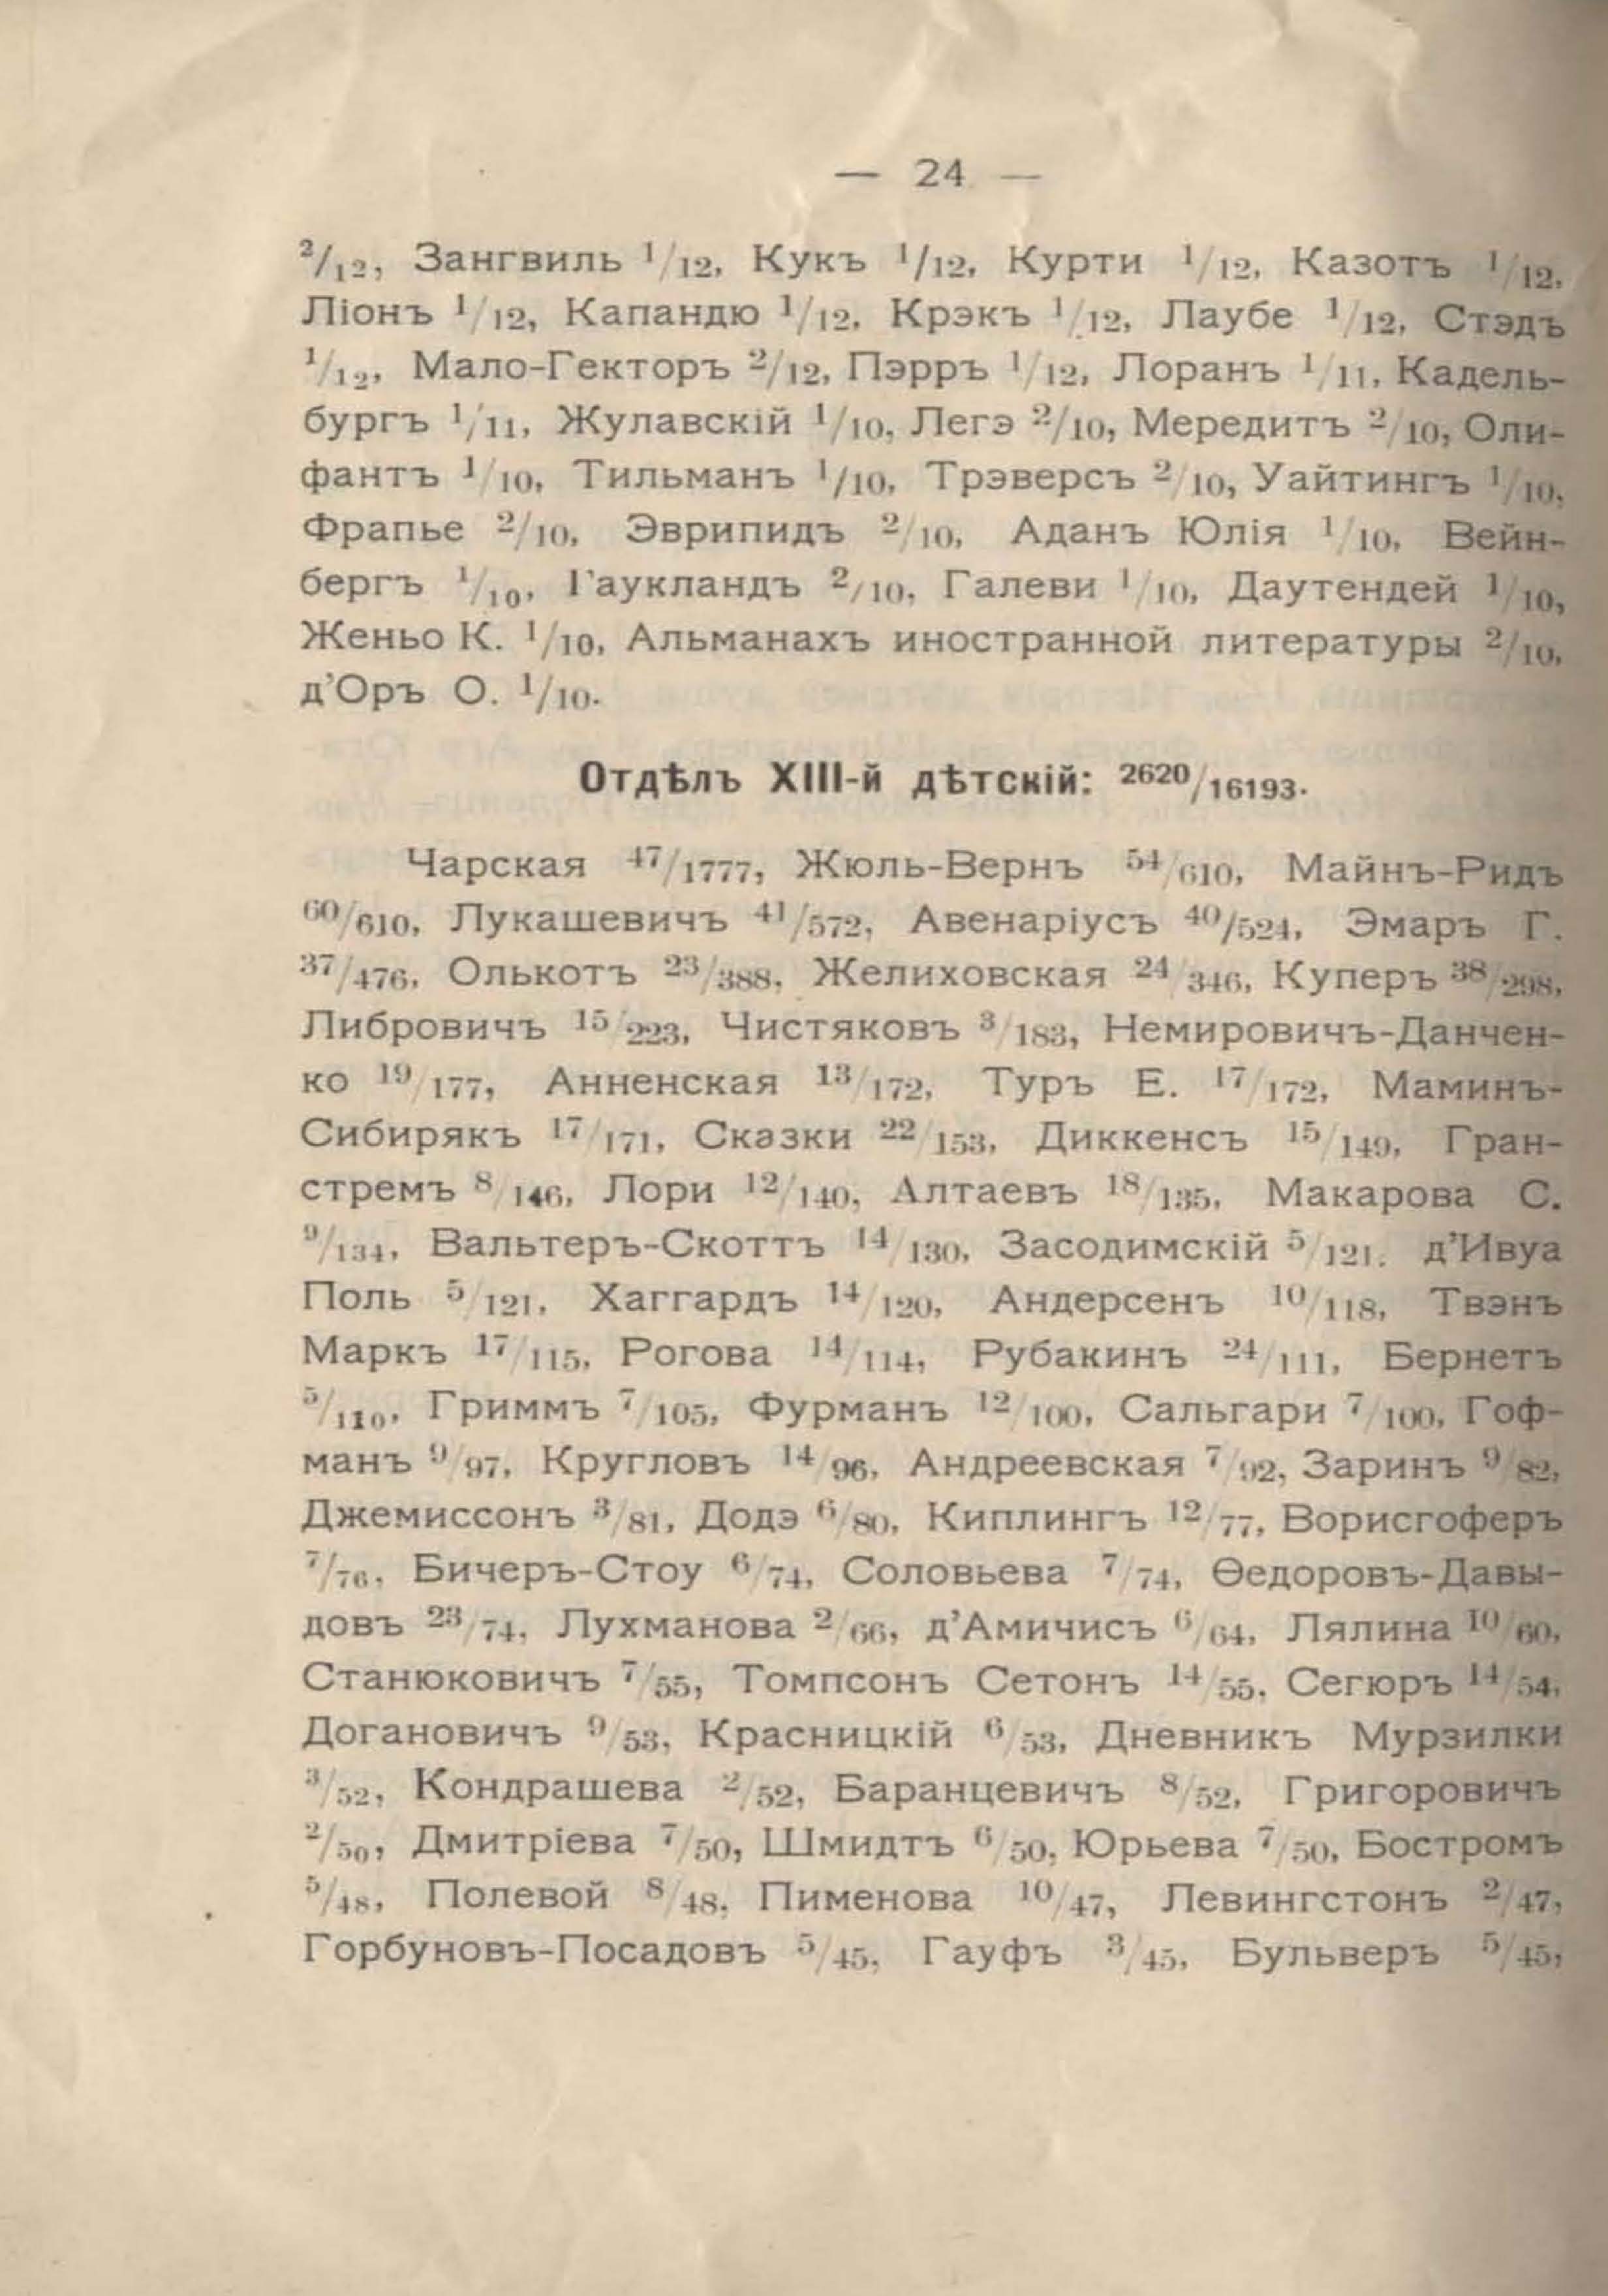 — 24 —
2/12, Зангвиль 1/12, Кукъ 1/12, Курти 1/12, Казотъ 1/12,
Ліонъ 1/12, Капандю 1/12, Крэкъ 1/12, Лаубе 1/12, Стэдъ
1/12, Мало-Гекторъ 2/12, Пэрръ 1/12, Лоранъ 1/11, Кадель-
бургъ 1/11, Жулавскій 1/10, Легэ 2/10, Мередитъ 2/10, Оли-
фантъ 1/10, Тильманъ 1/10, Трэверсъ 2/10, Уайтингъ 1/10,
Фрапье 2/10, Эврипидъ 2/10, Аданъ Юлія 1/10, Вейн-
бергъ 1/10, Гаукландъ 2/10, Галеви 1/10, Даутендей 1/10,
Женьо К. 1/10, Альманахъ иностранной литературы 2/10,
д'Оръ О. 1/10.
Отдѣлъ XIII-й дѣтскій: 2620/16193.
Чарская 47/1777, Жюль-Вернъ 54/610, Майнъ-Ридъ
60/610, Лукашевичъ 41/572, Авенаріусъ 40/524, Эмаръ Г.
37/476, Олькотъ 23/388, Желиховская 24/346, Куперъ 38/298,
Либровичъ 15/223, Чистяковъ 3/183, Немировичъ-Данчен-
ко 19/177, Анненская 13/172, Туръ Е. 17/172, Маминъ-
Сибирякъ 17/171, Сказки 22/153, Диккенсъ 15/149, Гран-
стремъ 8/146, Лори 12/140, Алтаевъ 18/135, Макарова С.
9/134, Вальтеръ-Скоттъ 14/130, Засодимскій 5/121, д'Ивуа
Поль 5/121, Хаггардъ 14/120, Андерсенъ 10/118, Твэнъ
Маркъ 17/115, Рогова 14/114, Рубакинъ 24/111, Бернетъ
5/110, Гриммъ 7/105, Фурманъ 12/100, Сальгари 7/100, Гоф-
манъ 9/97, Кругловъ 14/96, Андреевская 7/92, Заринъ 9/82,
Джемиссонъ 3/81, Додэ 6/80, Киплингъ 12/77, Ворисгоферъ
7/76, Бичеръ-Стоу 6/74, Соловьева 7/74, Ѳедоровъ-Давы-
довъ 23/74, Лухманова 2/66, д'Амичисъ 6/64, Лялина 10/60,
Станюковичъ 7/55, Томпсонъ Сетонъ 14/55, Сегюръ 14/54,
Догановичъ 9/53, Красницкій 6/53, Дневникъ Мурзилки
3/52, Кондрашева 2/52, Баранцевичъ 8/52, Григоровичъ
2/50, Дмитріева 7/50, Шмидтъ 6/50, Юрьева 7/50, Бостромъ
5/48, Полевой 8/48, Пименова 10/47, Левингстонъ 2/47,
Горбуновъ-Посадовъ 5/45, Гауфъ 3/45, Бульверъ 5/45,